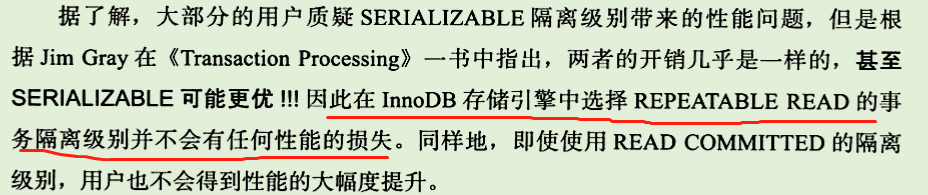 据了解，大部分的用户质疑 SERIALIZABLE 隔离级别带来的性能问题，但是根
据 Jim Gray 在《Transaction Processing》一书中指出，两者的开销几乎是一样的，甚至
SERIALIZABLE 可能更优 !!! 因此在 InnoDB 存储引擎中选择 REPEATABLE READ 的事
务隔离级别并不会有任何性能的损失。同样地，即使使用 READ COMMITTED 的隔离
级别，用户也不会得到性能的大幅度提升。